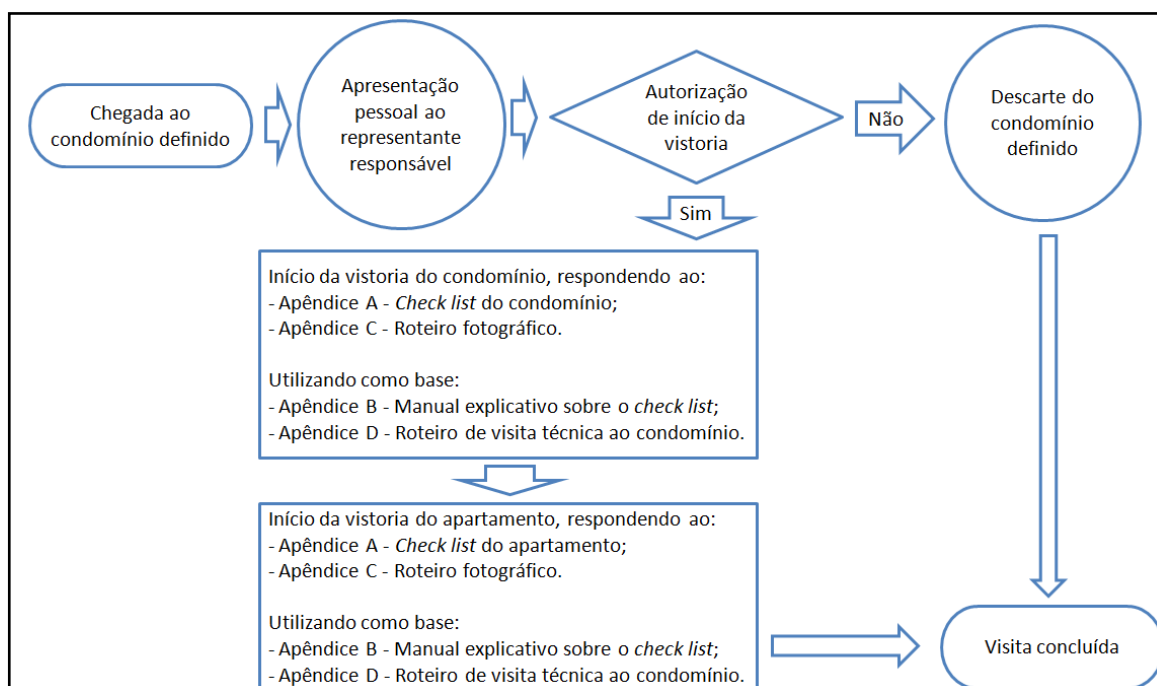 Chegada ao
condomínio definido
Apresentação
pessoal ao
representante
responsável
Autorização
de início da
vistoria
Não
Descarte do
condomínio
definido
Sim
Início da vistoria do condomínio, respondendo ao:
- Apêndice A - Check list do condomínio;
- Apêndice C - Roteiro fotográfico.
Utilizando como base:
- Apêndice B - Manual explicativo sobre o check list;
- Apêndice D - Roteiro de visita técnica ao condomínio.
Início da vistoria do apartamento, respondendo ao:
- Apêndice A - Check list do apartamento;
- Apêndice C - Roteiro fotográfico.
Utilizando como base:
- Apêndice B - Manual explicativo sobre o check list;
- Apêndice D - Roteiro de visita técnica ao condomínio.
Visita concluída